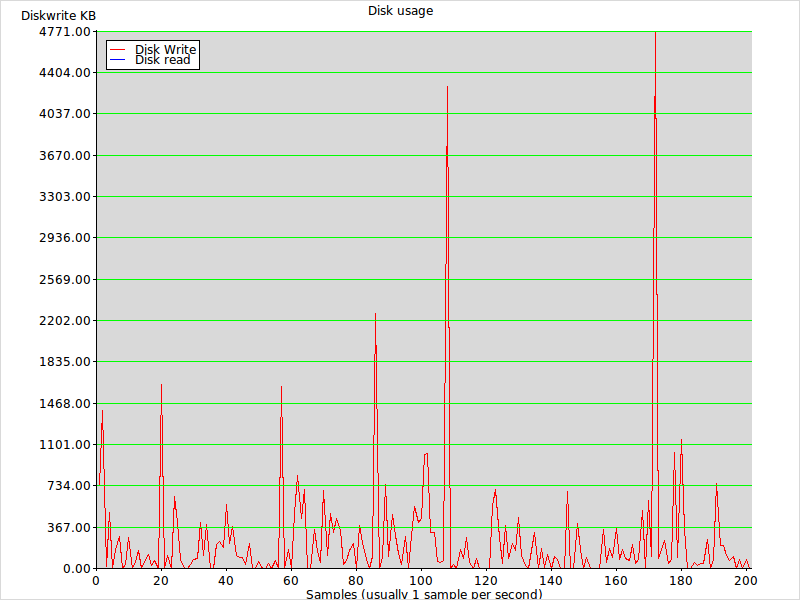 Disk usage
Diskwrite KB
4771.00
4404.00
4037.00
3670.00
3303.00
2936.00
2569.00
2202.00
1835.00
1468.00
1101.00
734.00
367.00
0.00
Disk Write
Disk read
0 20 40 60 80 100 120 140 160 180 200
Samples (usually 1 sample per second)